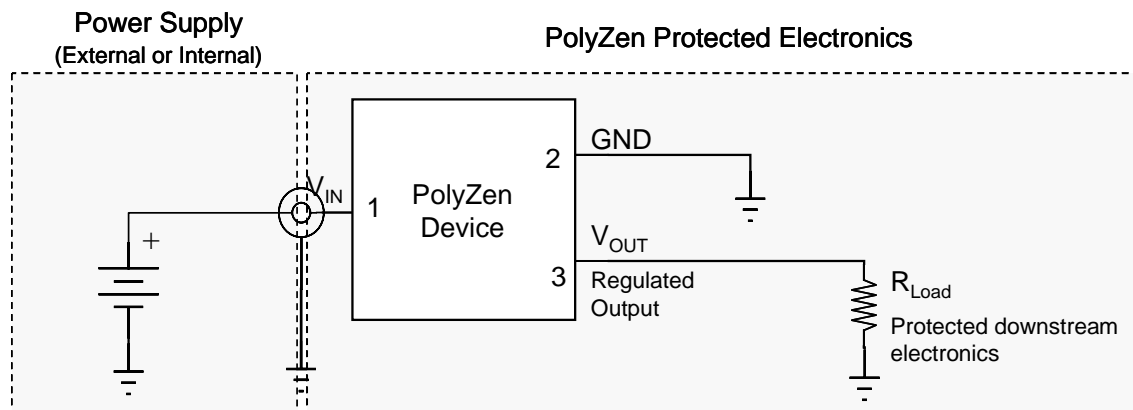 Power Supply
(External or Internal)
PolyZen Protected Electronics
VIN
1
PolyZen
Device
2
GND
VOUT
3
Regulated
Output
+
RLoad
Protected downstream
electronics